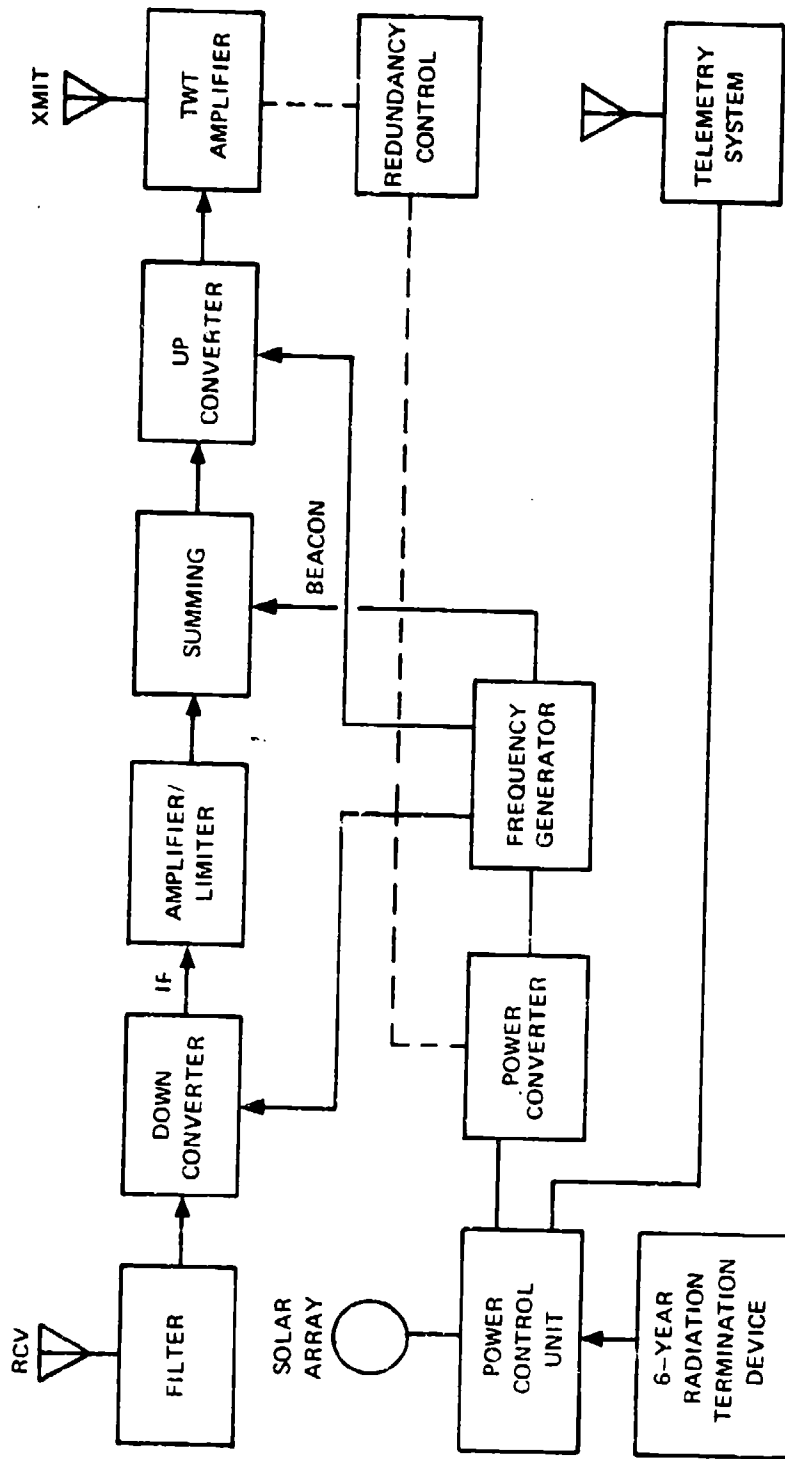 RCV
FILTER
DOWN
CONVERTER
IF
AMPLIFIER/
LIMITER
SUMMING
UP
CONVERTER
XMIT
TWT
AMPLIFIER
BEACON
REDUNDANCY
CONTROL
SOLAR
ARRAY
POWER
CONTROL
UNIT
POWER
CONVERTER
FREQUENCY
GENERATOR
TELEMETRY
SYSTEM
6-YEAR
RADIATION
TERMINATION
DEVICE